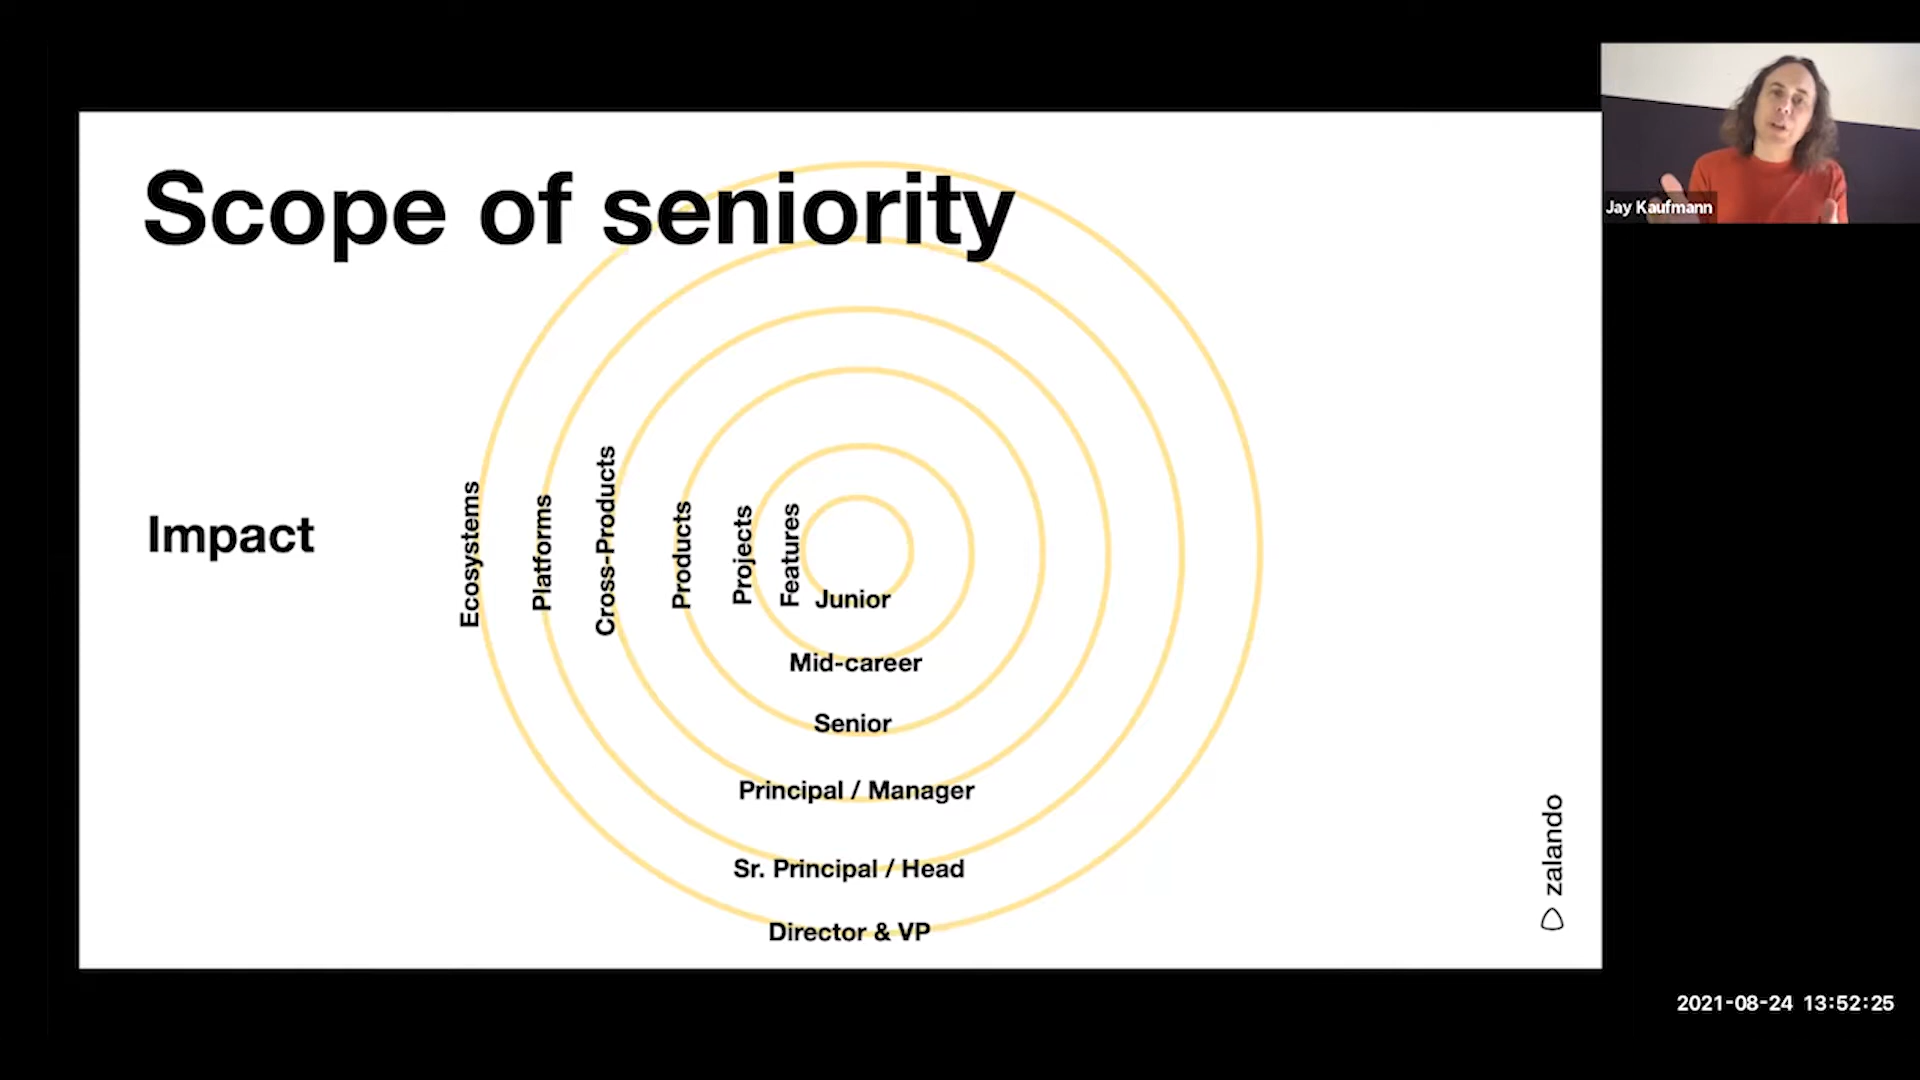 Scope of seniority
Jay Kaufmann
Impact
Ecosystems
Platforms
Cross-Products
Products
Projects
Features
Junior
Mid-career
Senior
Principal / Manager
Sr. Principal / Head
Director & VP
zalando
2021-08-24 13:52:25